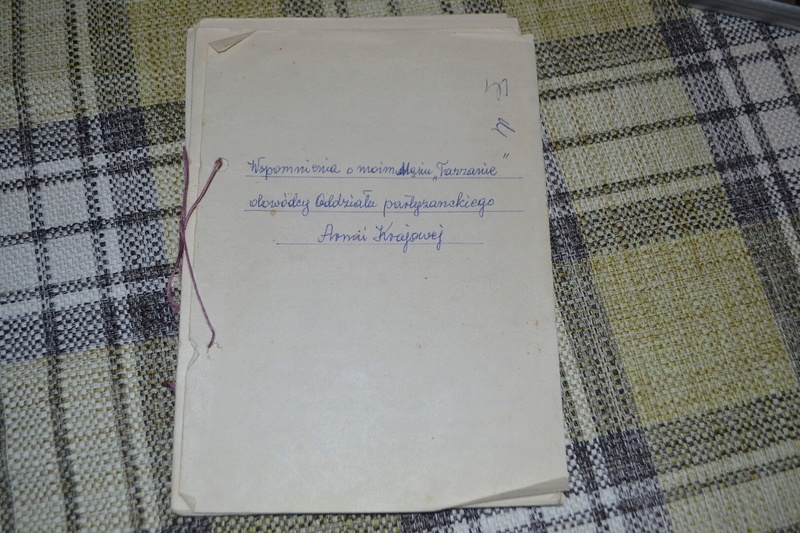 Wspomnienia o moim Mężu „Tarzanie”
dowódcy Oddziału partyzanckiego
Armii Krajowej